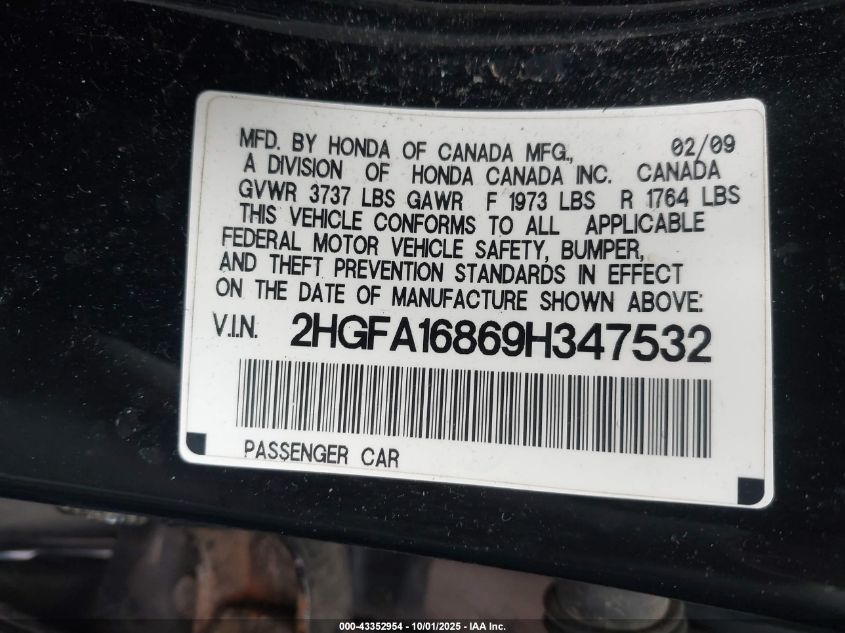 MFD. BY HONDA OF CANADA MFG., 02/09
A DIVISION OF HONDA CANADA INC. CANADA
GVWR 3737 LBS GAWR F 1973 LBS R 1764 LBS
THIS VEHICLE CONFORMS TO ALL APPLICABLE
FEDERAL MOTOR VEHICLE SAFETY, BUMPER,
AND THEFT PREVENTION STANDARDS IN EFFECT
ON THE DATE OF MANUFACTURE SHOWN ABOVE:
V.I.N. 2HGFA16869H347532
PASSENGER CAR
000-43352954 - 10/01/2025 - IAA Inc.